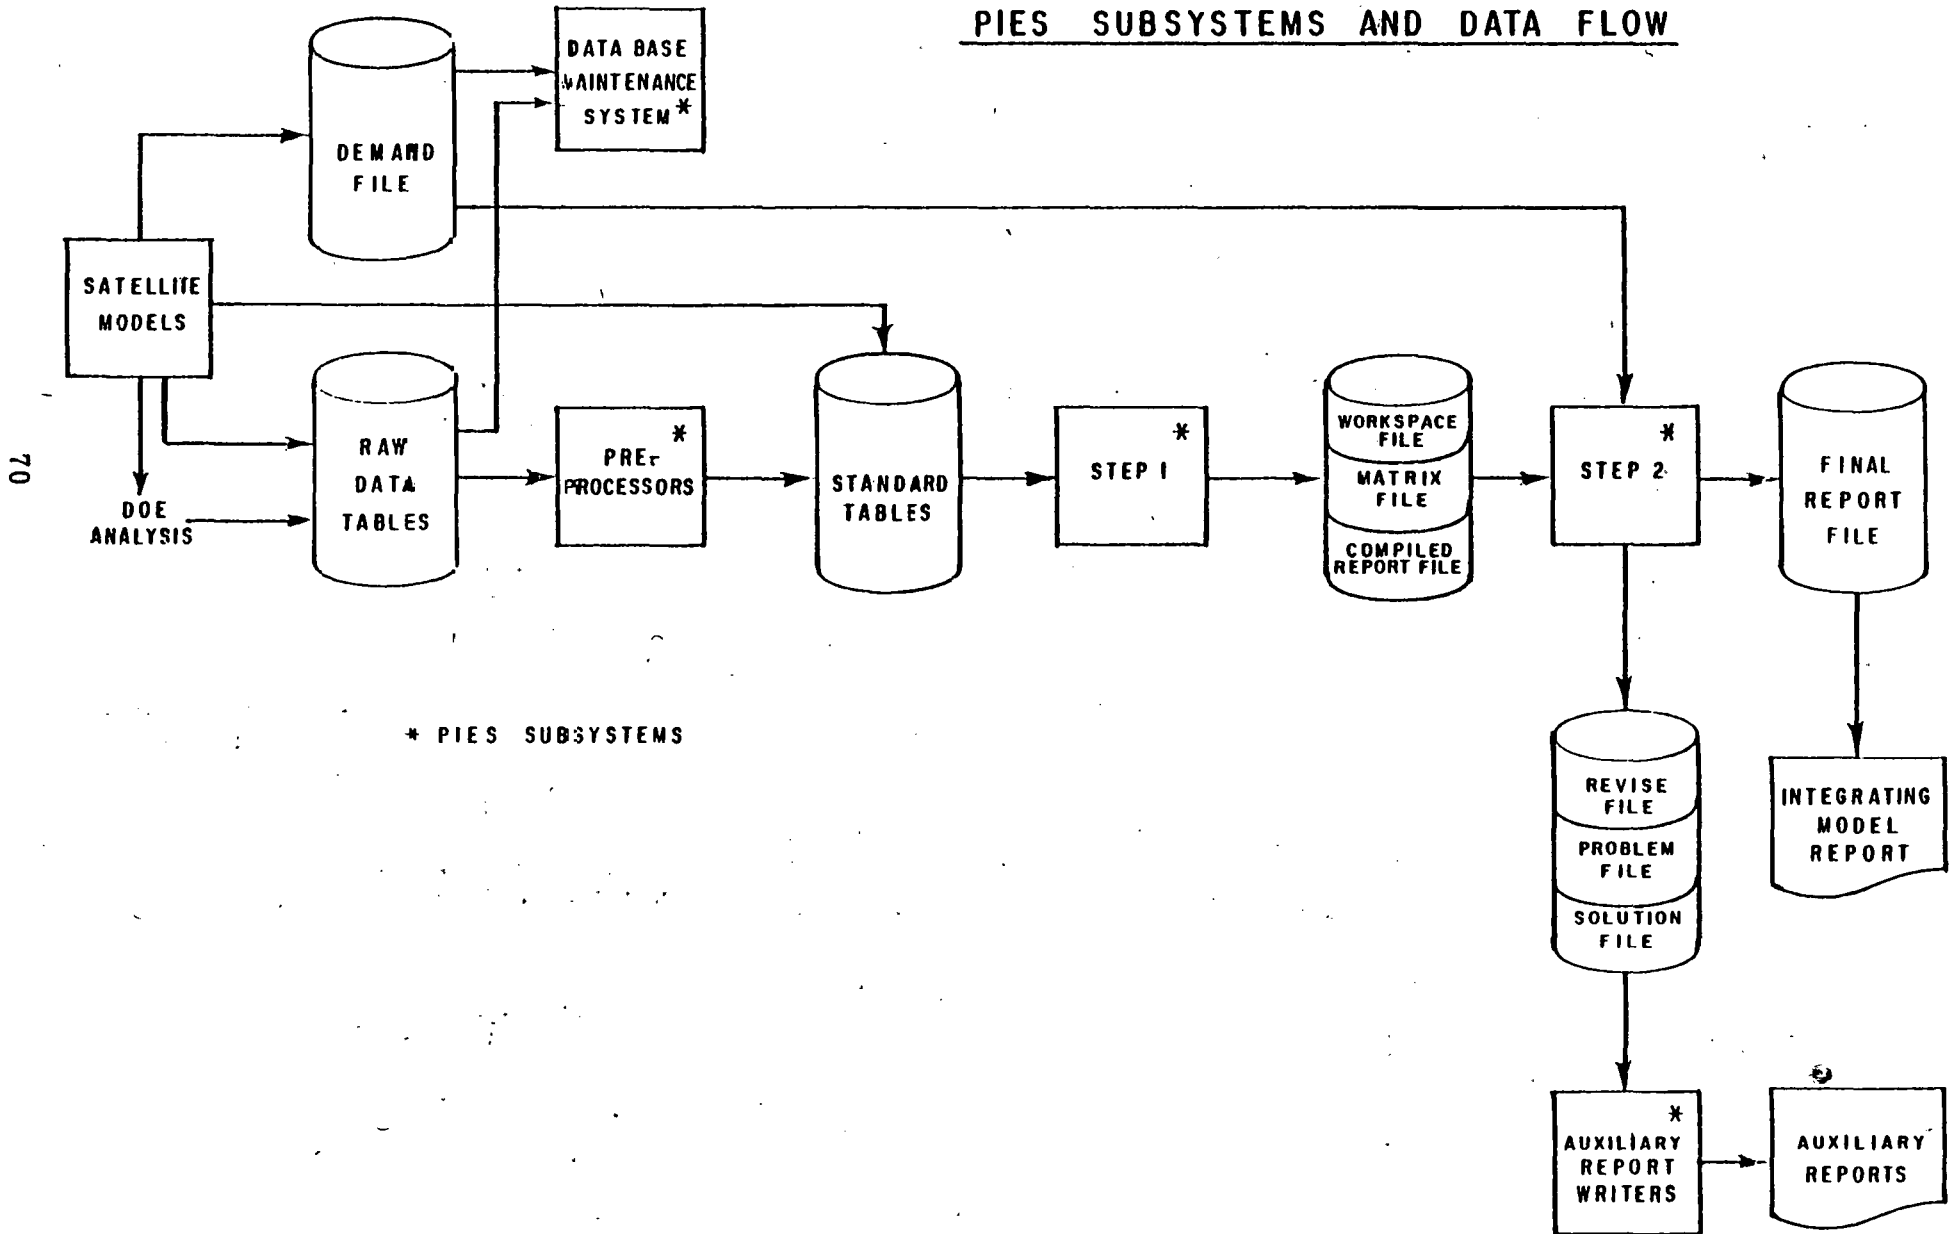 PIES SUBSYSTEMS AND DATA FLOW
DATA BASE
MAINTENANCE
SYSTEM *
DEMAND
FILE
SATELLITE
MODELS
DOE
ANALYSIS
RAW
DATA
TABLES
*
PRE-
PROCESSORS
STANDARD
TABLES
*
STEP 1
WORKSPACE
FILE
MATRIX
FILE
COMPILED
REPORT FILE
*
STEP 2
FINAL
REPORT
FILE
REVISE
FILE
PROBLEM
FILE
SOLUTION
FILE
INTEGRATING
MODEL
REPORT
*
AUXILIARY
REPORT
WRITERS
AUXILIARY
REPORTS
* PIES SUBSYSTEMS
70